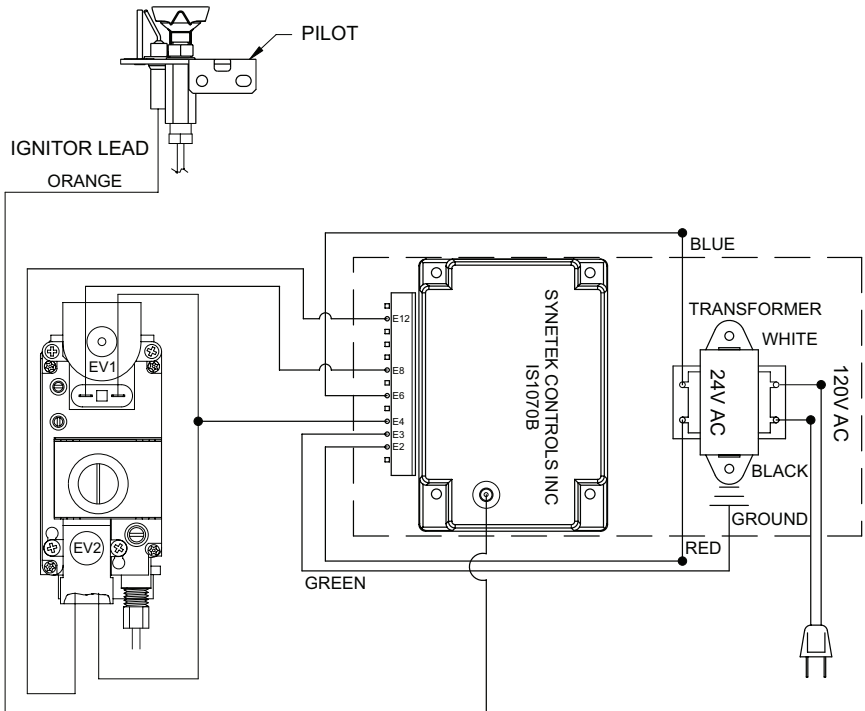 PILOT
IGNITOR LEAD
ORANGE
BLUE
TRANSFORMER
WHITE
24V AC
120V AC
BLACK
GROUND
RED
GREEN
SYNETEK CONTROLS INC
IS1070B
E12
E8
E6
E4
E3
E2
EV1
EV2